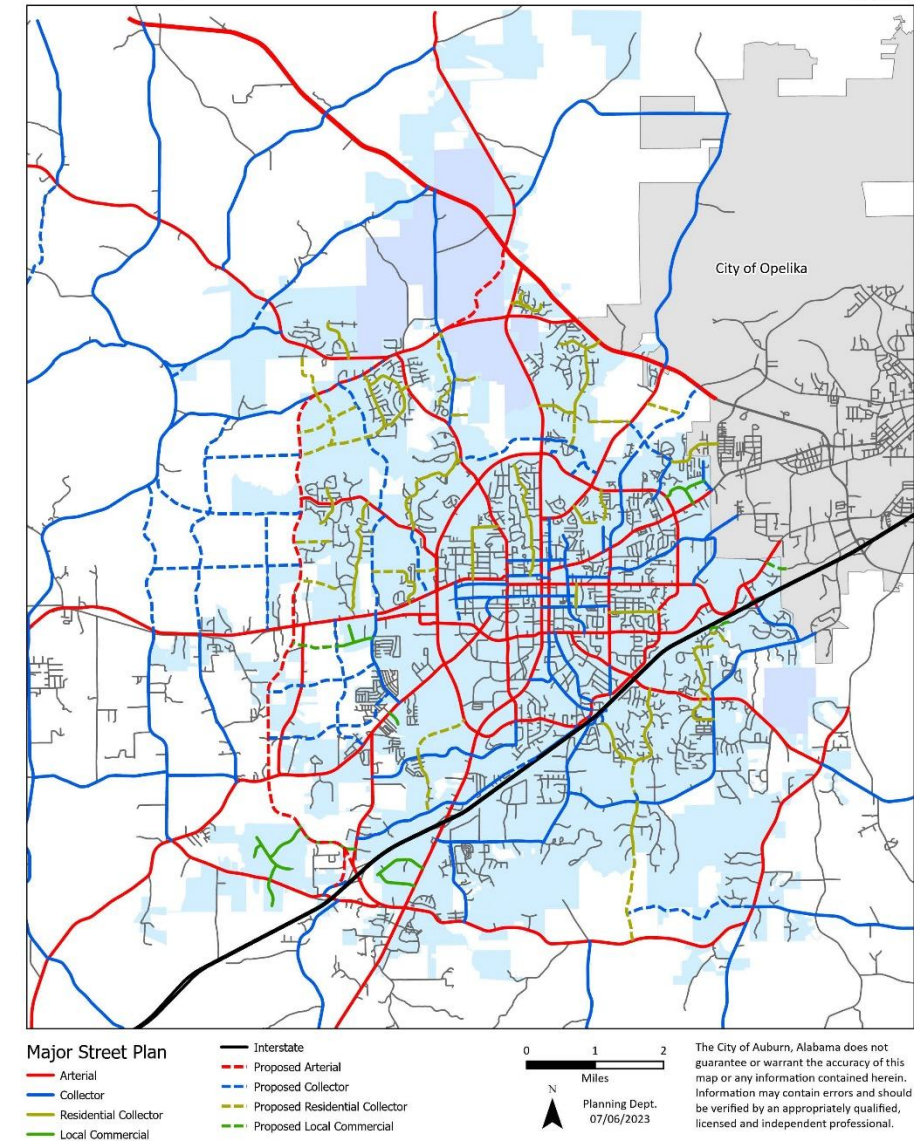 City of Opelika
Major Street Plan
Arterial
Collector
Residential Collector
Local Commercial
Interstate
Proposed Arterial
Proposed Collector
Proposed Residential Collector
Proposed Local Commercial
0 1 2
Miles
N
Planning Dept.
07/06/2023
The City of Auburn, Alabama does not
guarantee or warrant the accuracy of this
map or any information contained herein.
Information may contain errors and should
be verified by an appropriately qualified,
licensed and independent professional.